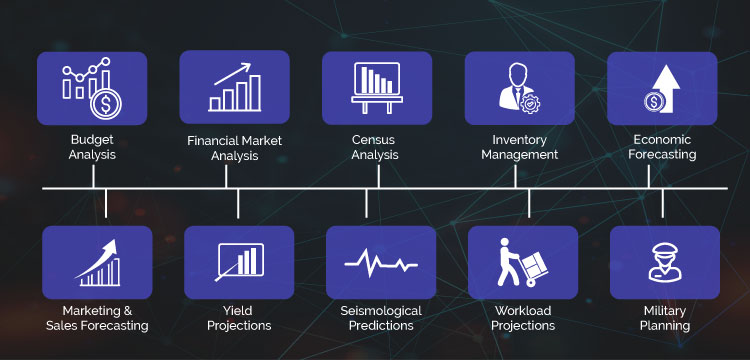 Budget
Analysis
Financial Market
Analysis
Census
Analysis
Inventory
Management
Economic
Forecasting
Marketing &
Sales Forecasting
Yield
Projections
Seismological
Predictions
Workload
Projections
Military
Planning